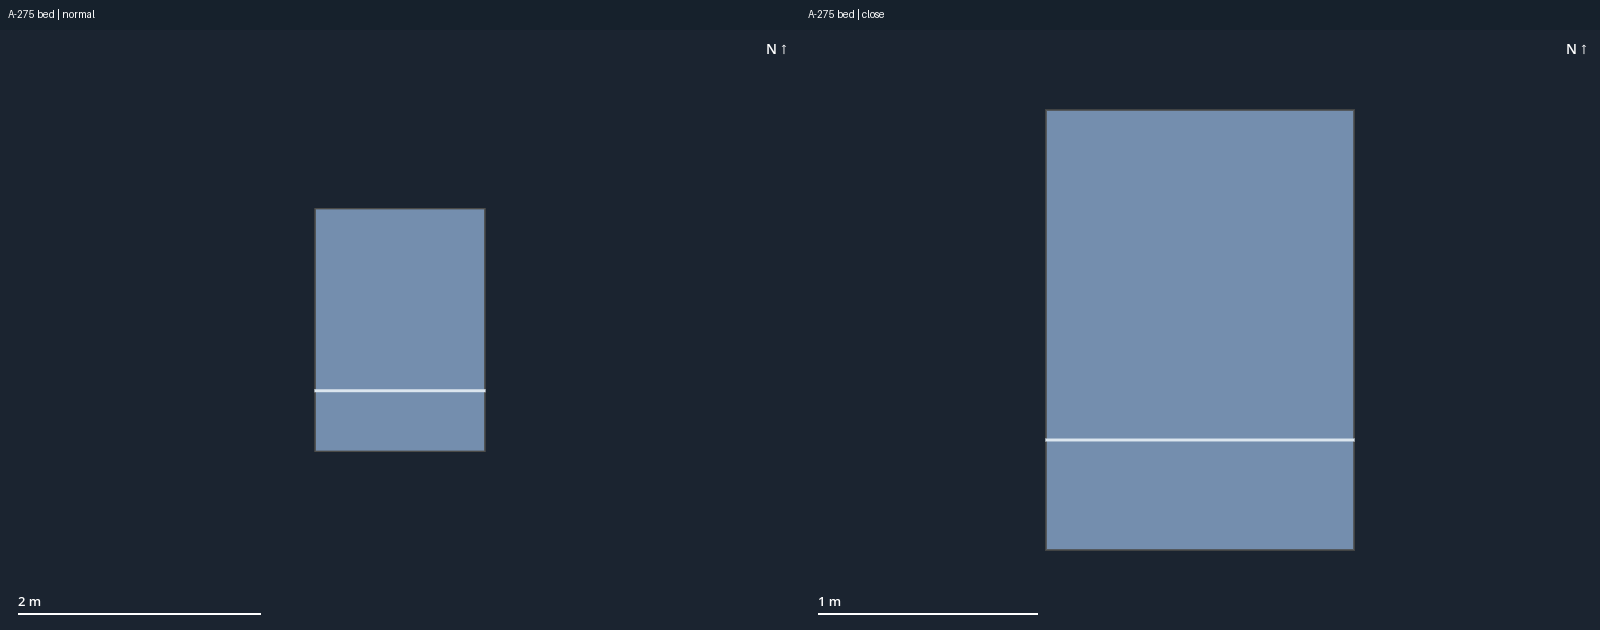 A-275 bed | normal
N ↑
2 m
A-275 bed | close
N ↑
1 m